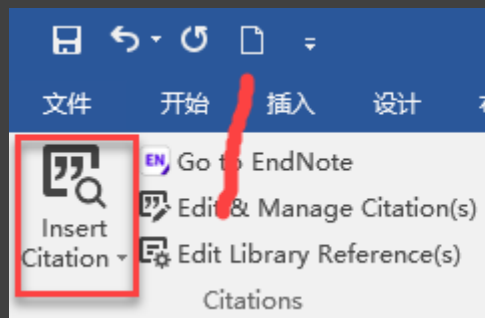 文件 开始 插入 设计
EN Go to EndNote
Insert Citation
Edit & Manage Citation(s)
Edit Library Reference(s)
Citations